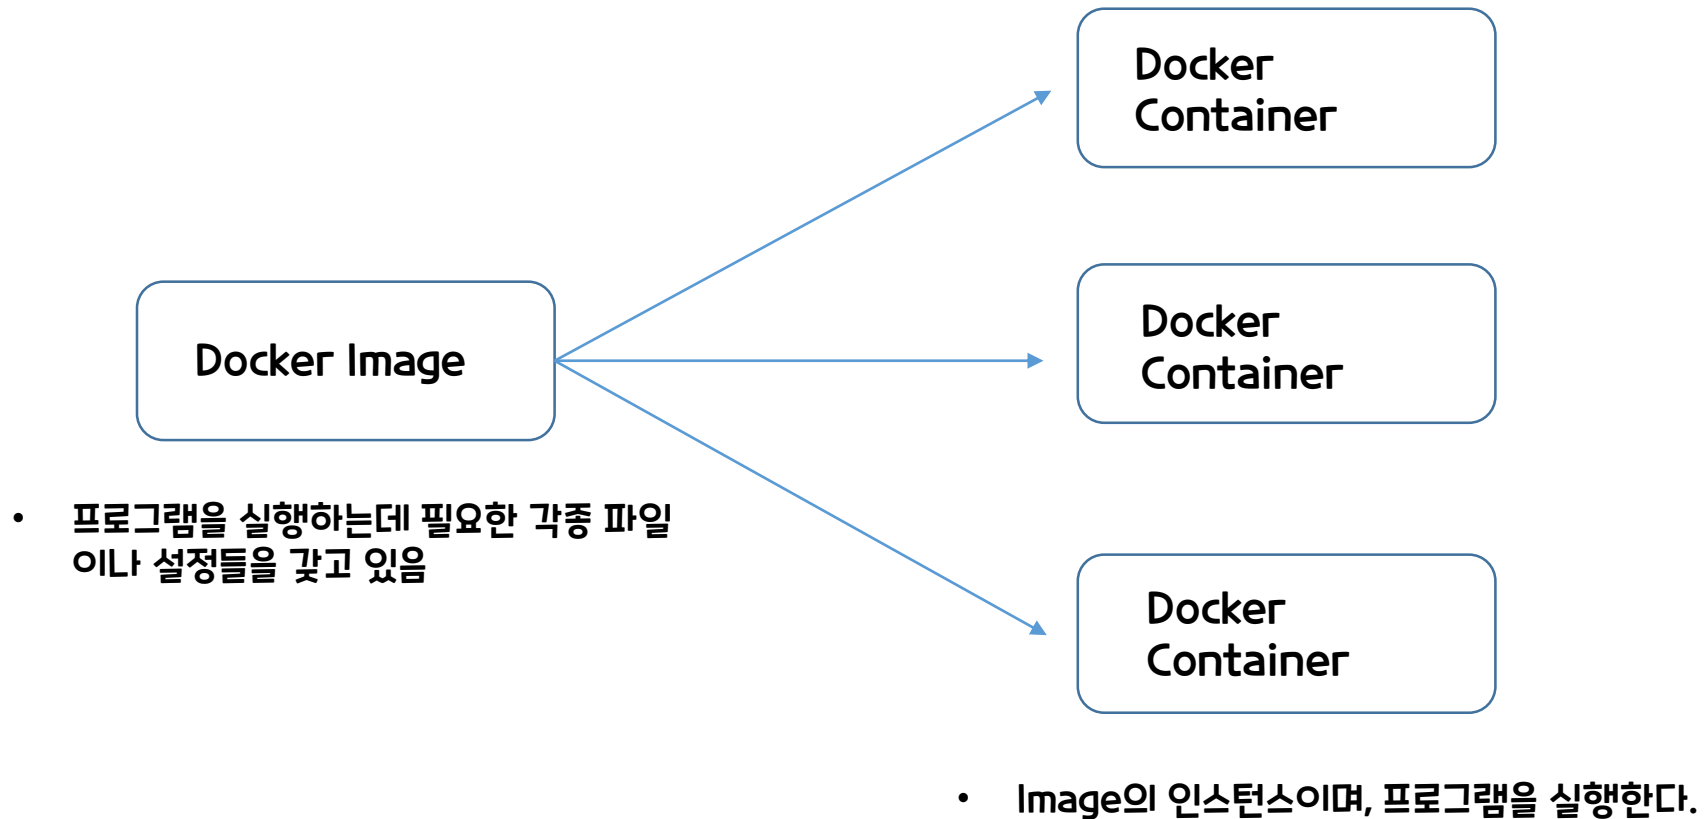 Docker
Container
Docker Image
Docker
Container
• 프로그램을 실행하는데 필요한 각종 파일
이나 설정들을 갖고 있음
Docker
Container
• Image의 인스턴스이며, 프로그램을 실행한다.